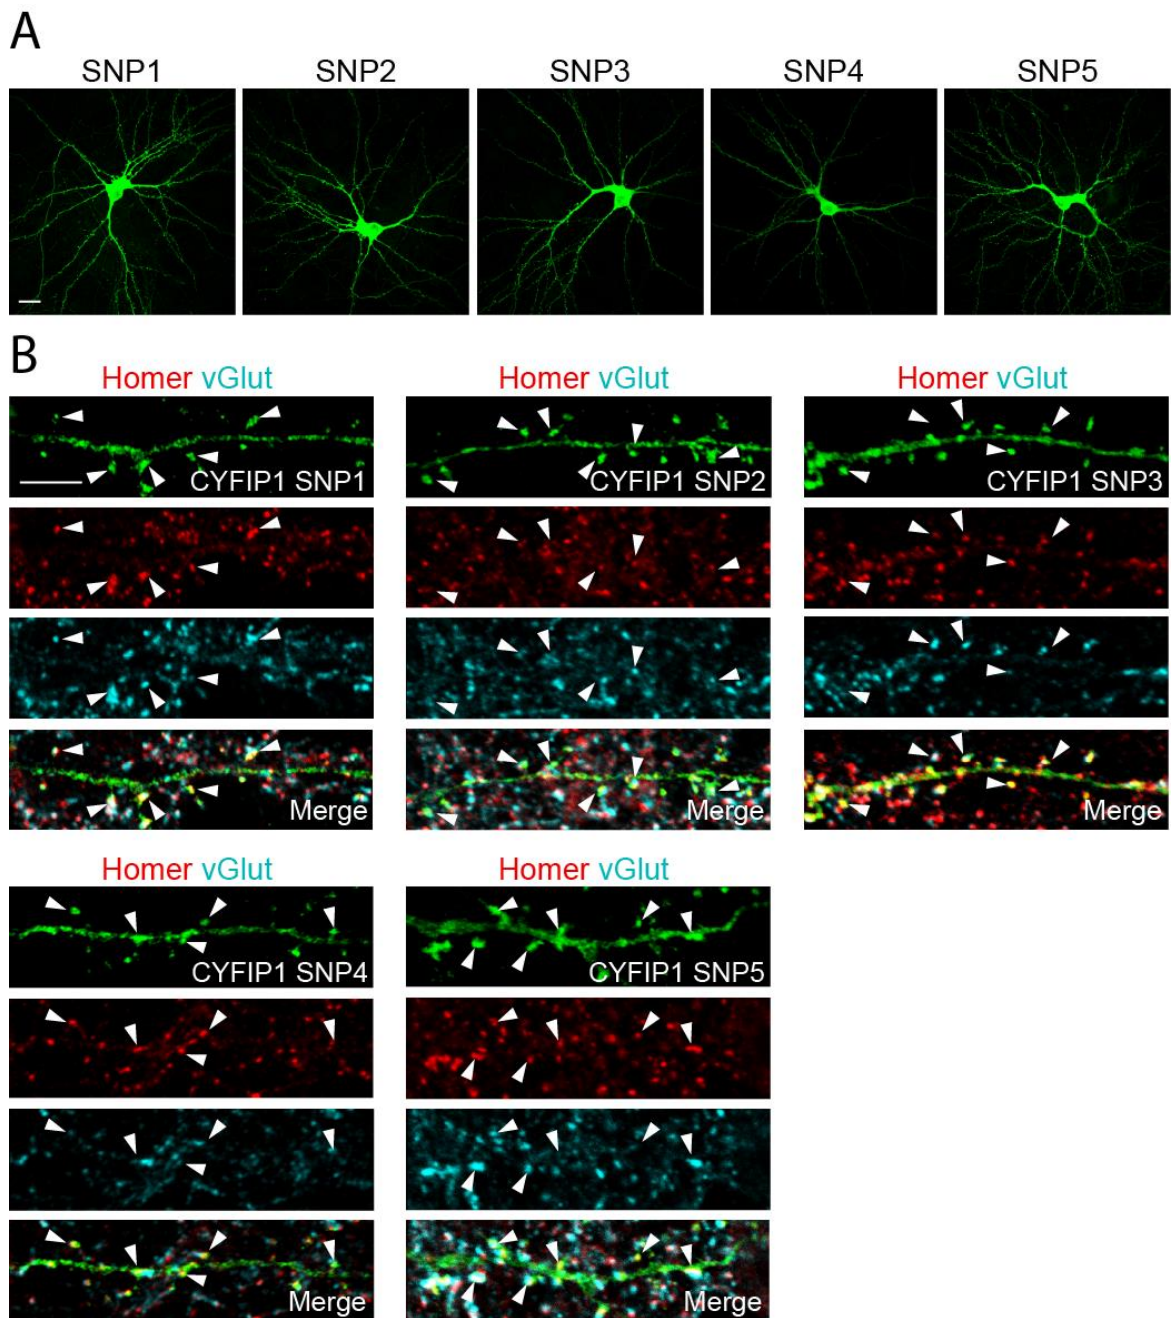 A
SNP1 SNP2 SNP3 SNP4 SNP5
B
Homer vGlut Homer vGlut Homer vGlut
CYFIP1 SNP1 CYFIP1 SNP2 CYFIP1 SNP3
Merge Merge Merge
Homer vGlut Homer vGlut
CYFIP1 SNP4 CYFIP1 SNP5
Merge Merge